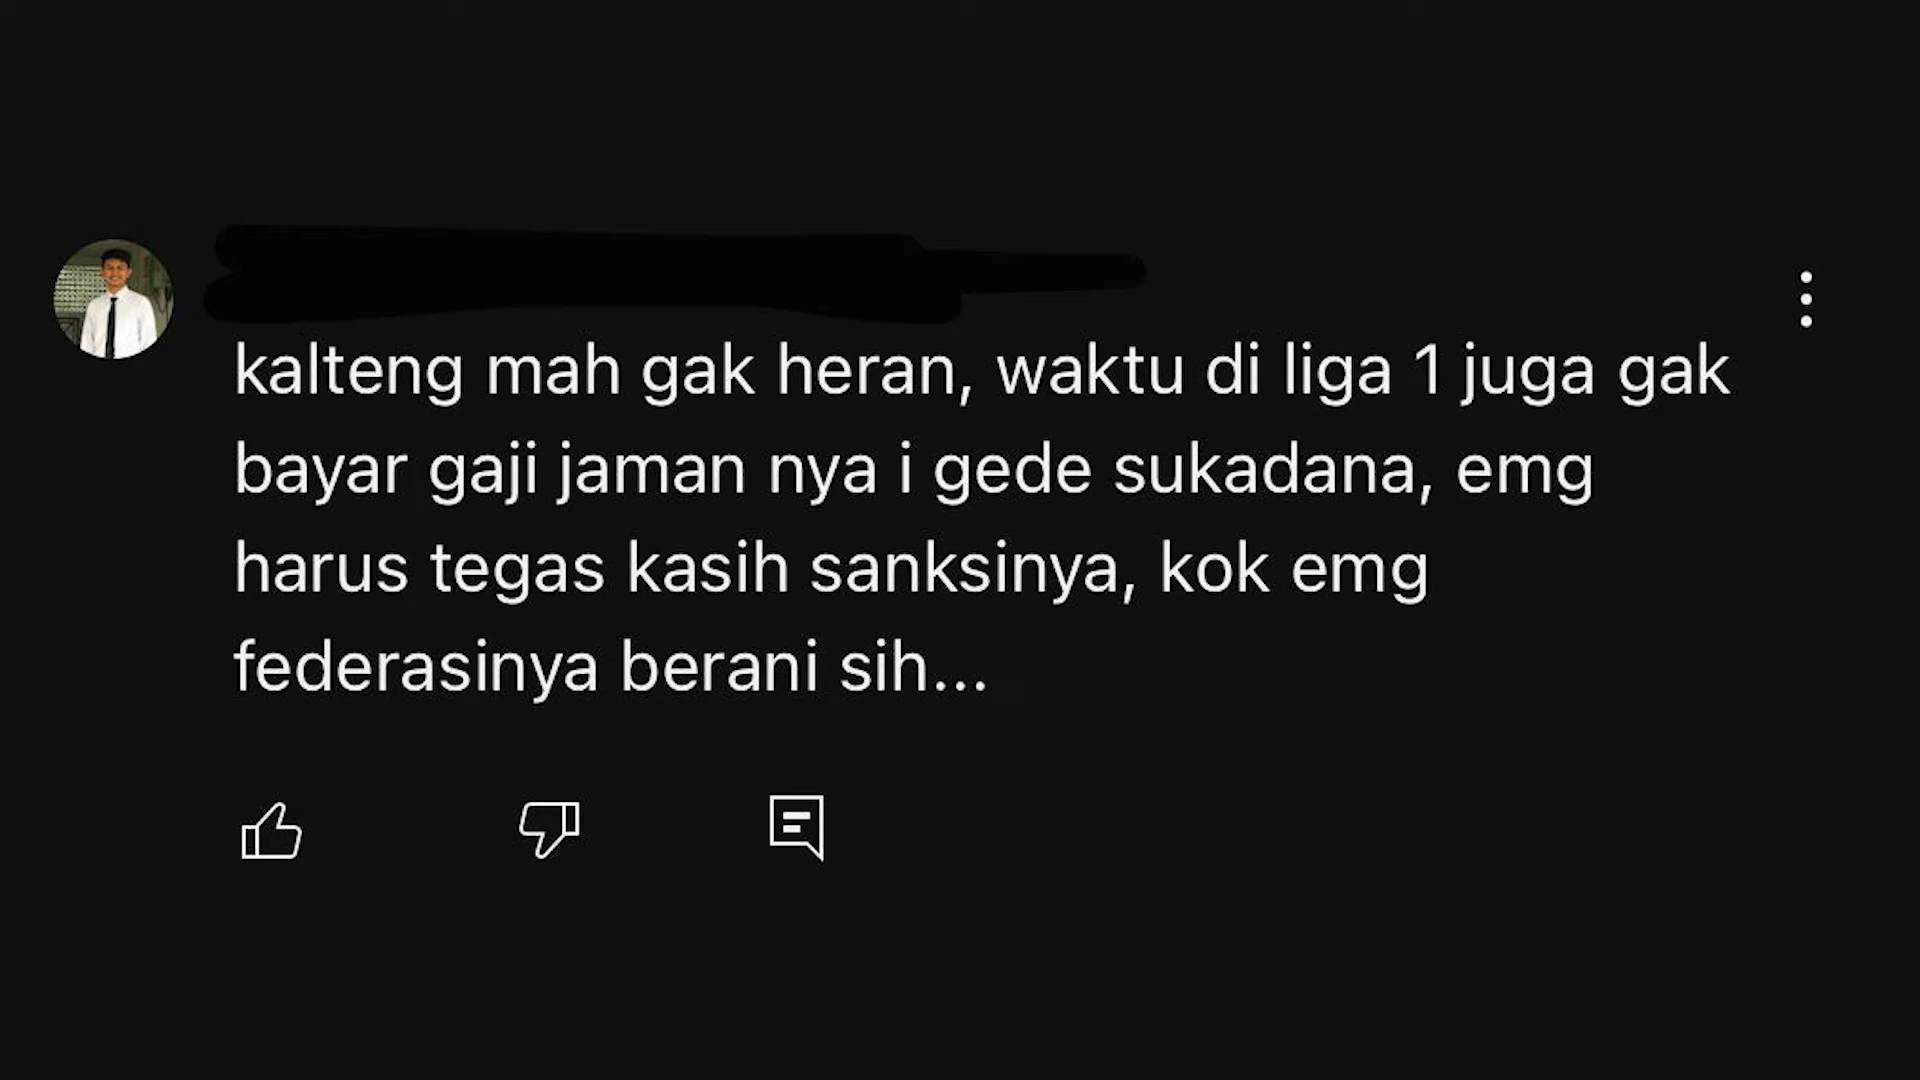 kalteng mah gak heran, waktu di liga 1 juga gak
bayar gaji jaman nya i gede sukadana, emg
harus tegas kasih sanksinya, kok emg
federasinya berani sih...